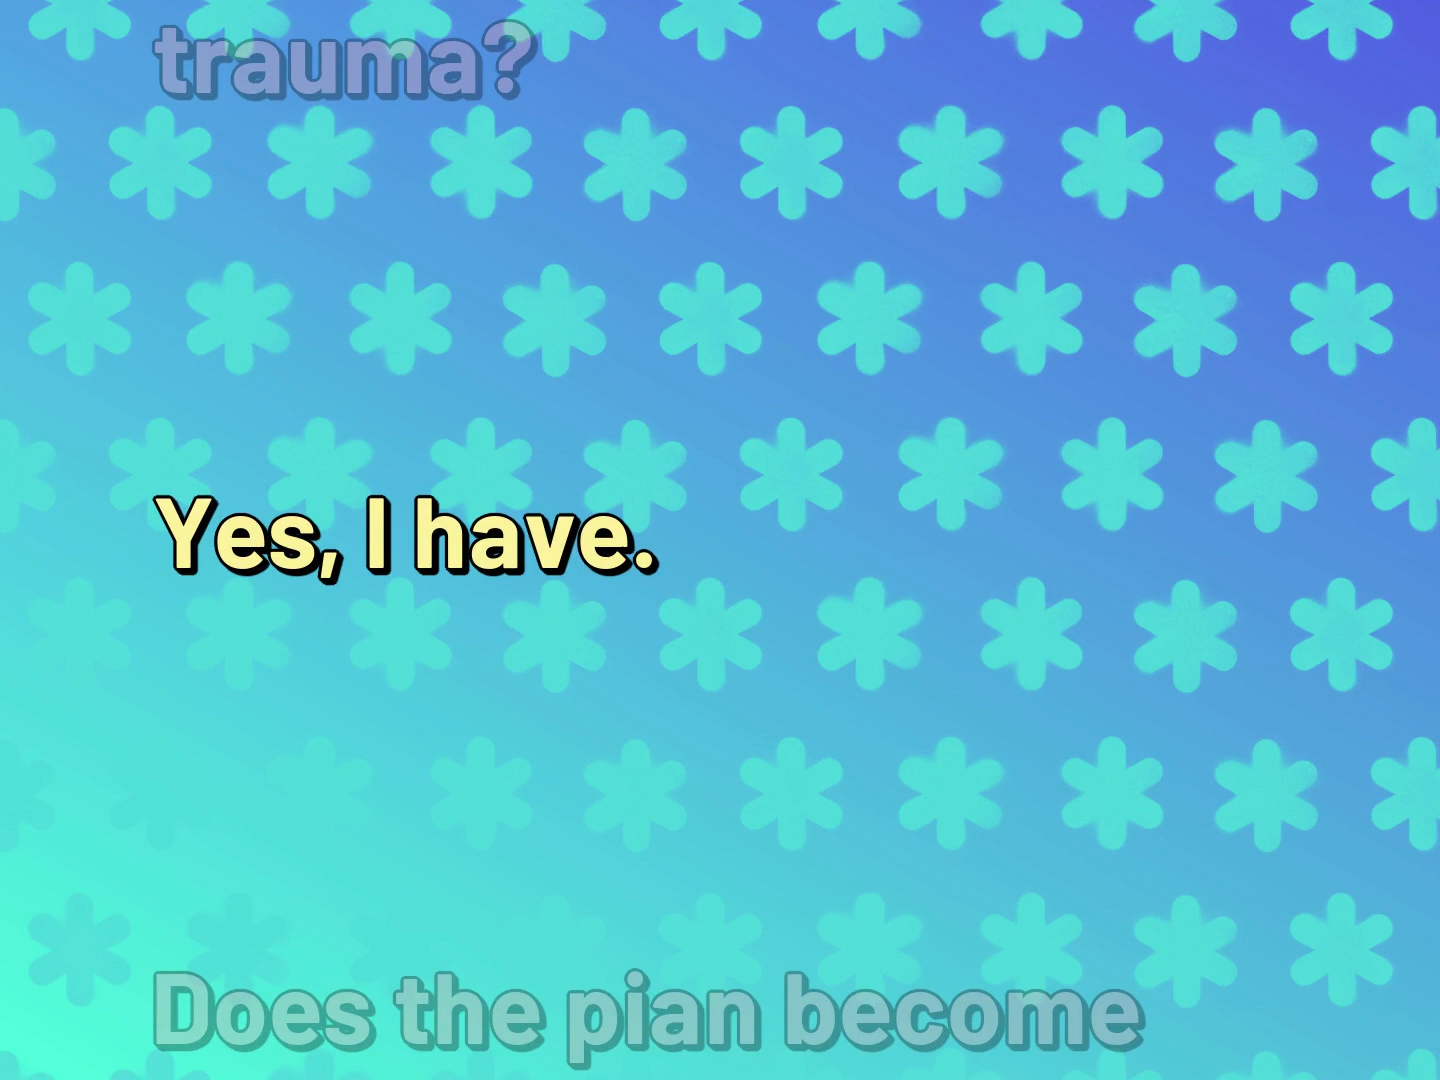 trauma?
Yes, I have.
Does the pian become